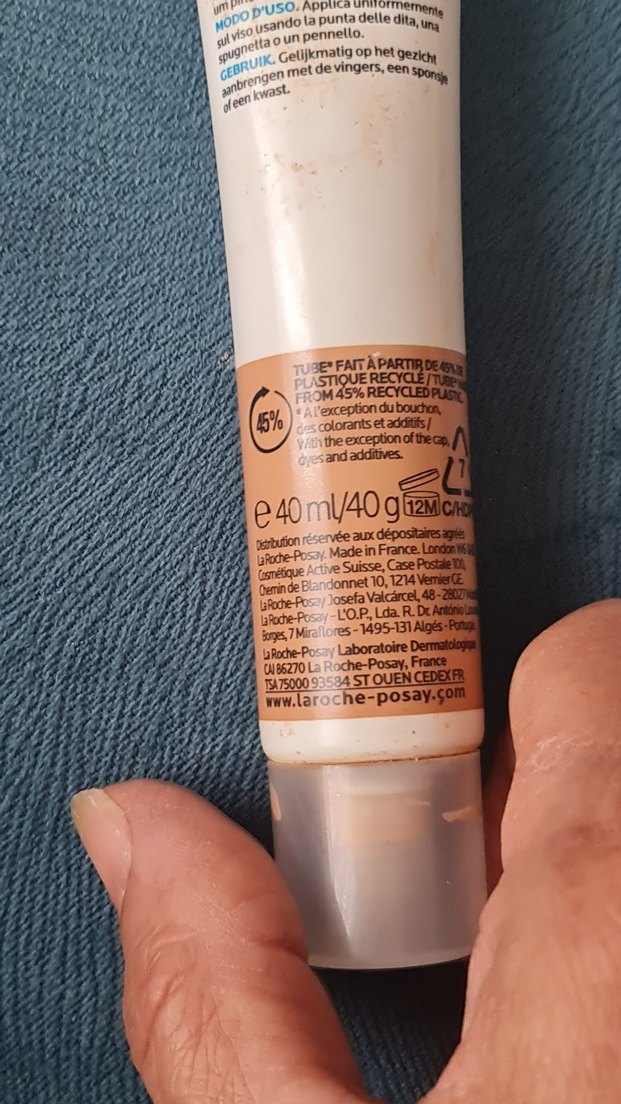 MODO D'USO. Applica uniformemente
sul viso usando la punta delle dita, una
spugnetta o un pennello.
GEBRUIK. Gelijkmatig op het gezicht
aanbrengen met de vingers, een sponsje
of een kwast.
TUBE* FAIT À PARTIR DE 45% DE
PLASTIQUE RECYCLÉ / TUBE*
FROM 45% RECYCLED PLASTIC.
* À l'exception du bouchon,
des colorants et additifs /
With the exception of the cap,
dyes and additives.
45%
7
℮ 40 ml/40 g 12M
Distribution réservée aux dépositaires agréés
La Roche-Posay. Made in France. London W6
Cosmétique Active Suisse, Case Postale 100,
Chemin de Blandonnet 10, 1214 Vernier GE.
La Roche-Posay Josefa Valcárcel, 48 - 28027
La Roche-Posay - L'O.P., Lda. R. Dr. António
Borges, 7 Miraflores - 1495-131 Algés - Portugal
La Roche-Posay Laboratoire Dermatologique
CAI 86270 La Roche-Posay, France
TSA 75000 93584 ST OUEN CEDEX FR
www.laroche-posay.com